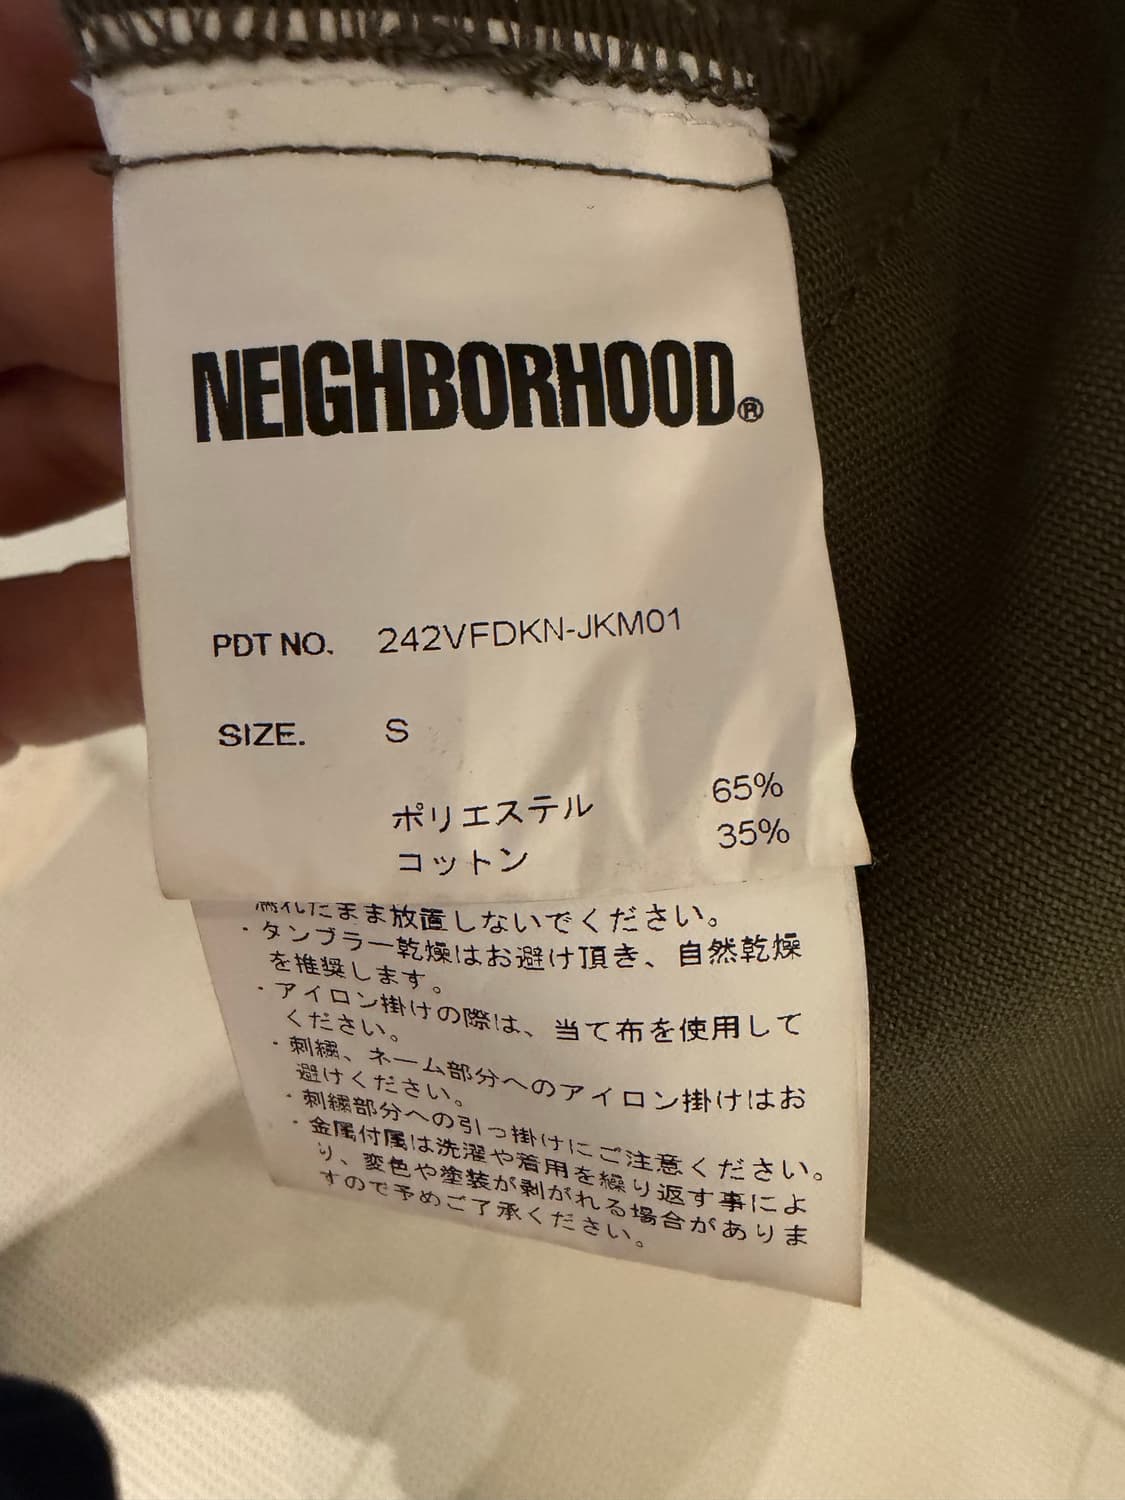 NEIGHBORHOOD®
PDT NO. 242VFDKN-JKM01
SIZE. S
ポリエステル 65%
コットン 35%
濡れたまま放置しないでください。
・タンブラー乾燥はお避け頂き、自然乾燥
を推奨します。
・アイロン掛けの際は、当て布を使用して
ください。
・刺繍、ネーム部分へのアイロン掛けはお
避けください。
・刺繍部分への引っ掛けにご注意ください。
・金属付属は洗濯や着用を繰り返す事によ
り、変色や塗装が剥がれる場合がありま
すので予めご了承ください。